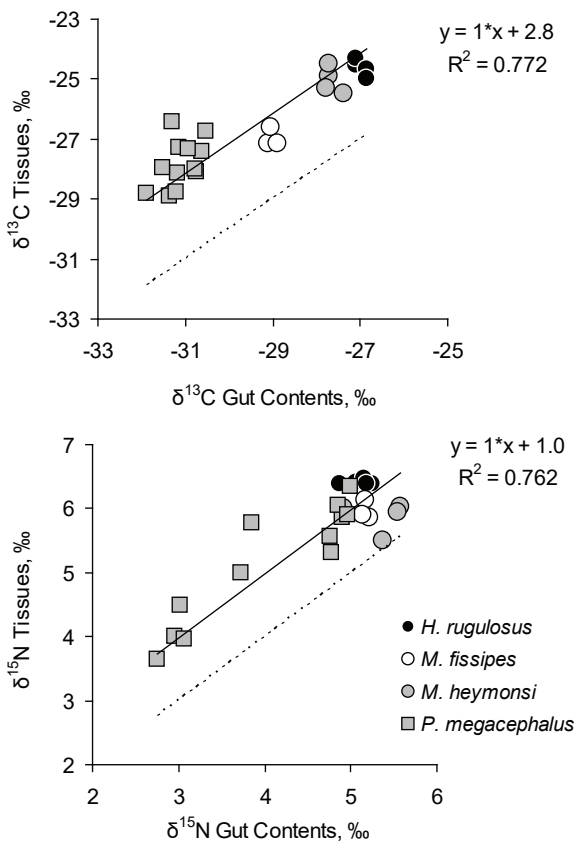 y = 1*x + 2.8
R² = 0.772
-23
-25
-27
-29
-31
-33
δ¹³C Tissues, ‰
-33 -31 -29 -27 -25
δ¹³C Gut Contents, ‰
y = 1*x + 1.0
R² = 0.762
7
6
5
4
3
2
δ¹⁵N Tissues, ‰
H. rugulosus
M. fissipes
M. heymonsi
P. megacephalus
2 3 4 5 6
δ¹⁵N Gut Contents, ‰